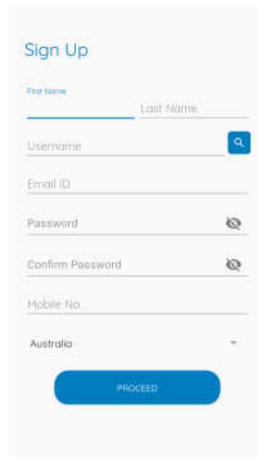 Sign Up
First Name
Last Name
Username
Email ID
Password
Confirm Password
Mobile No.
Australia
PROCEED